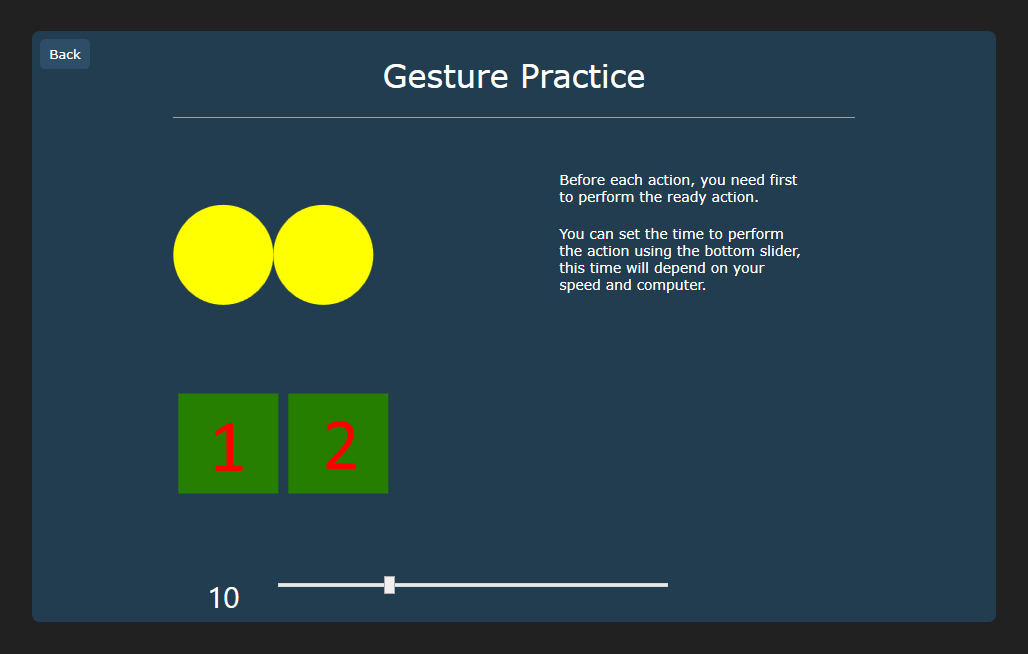 Back
Gesture Practice
Before each action, you need first
to perform the ready action.
You can set the time to perform
the action using the bottom slider,
this time will depend on your
speed and computer.
1 2
10